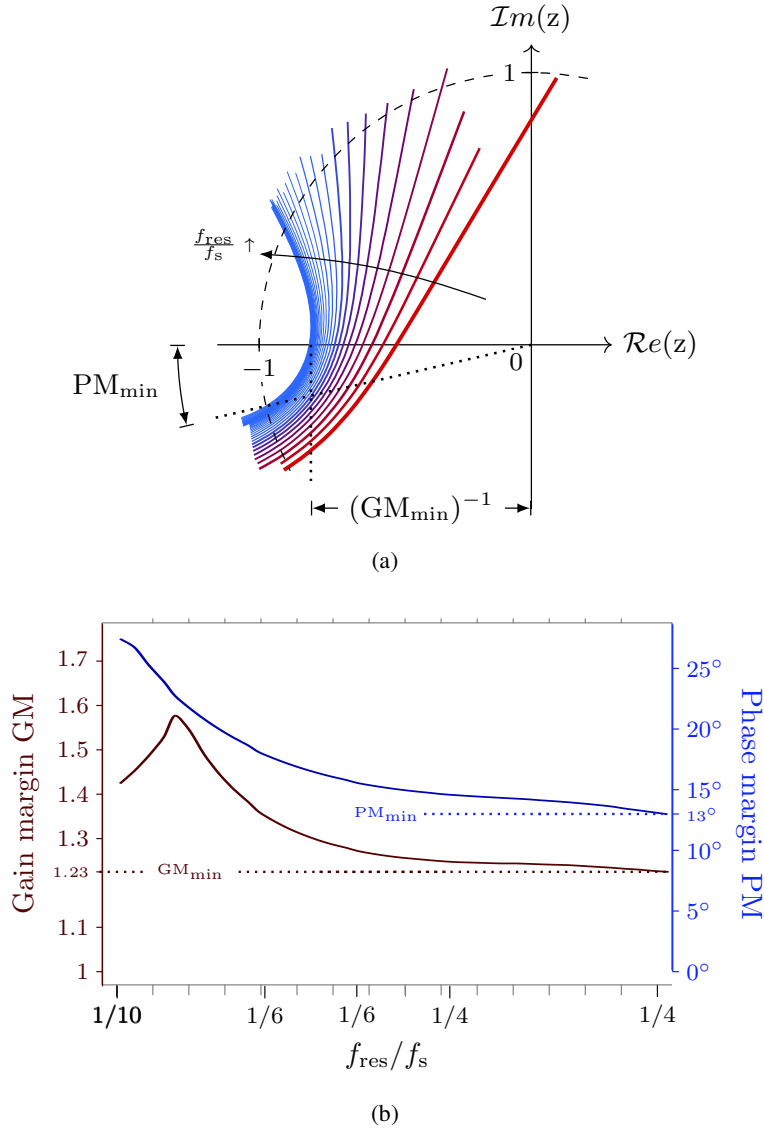 Im(z)
1
f_res/f_s ↑
Re(z)
−1
0
PM_min
(GM_min)^−1
(a)
Gain margin GM
1.7
1.6
1.5
1.4
1.3
1.23
1.1
1
PM_min
GM_min
25°
20°
15°
13°
10°
5°
0°
Phase margin PM
1/10 1/6 1/6 1/4 1/4
f_res/f_s
(b)